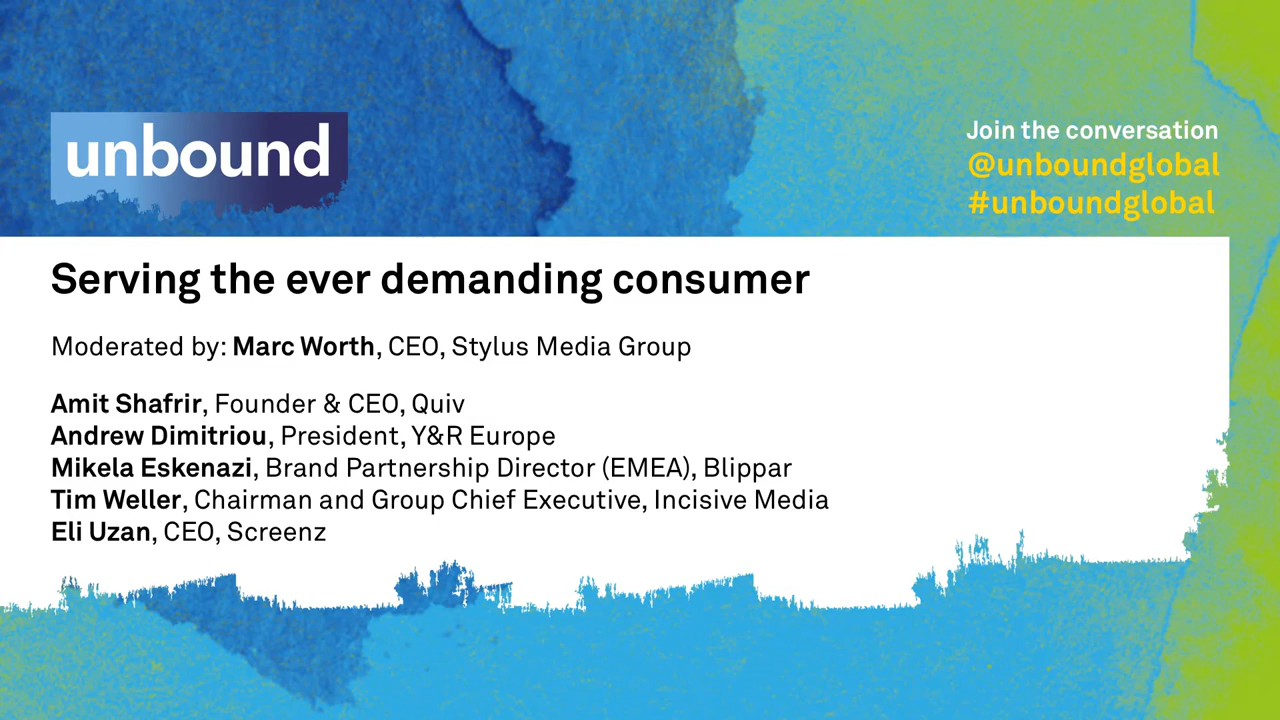 unbound
Join the conversation
@unboundglobal
#unboundglobal
Serving the ever demanding consumer
Moderated by: Marc Worth, CEO, Stylus Media Group
Amit Shafrir, Founder & CEO, Quiv
Andrew Dimitriou, President, Y&R Europe
Mikela Eskenazi, Brand Partnership Director (EMEA), Blippar
Tim Weller, Chairman and Group Chief Executive, Incisive Media
Eli Uzan, CEO, Screenz